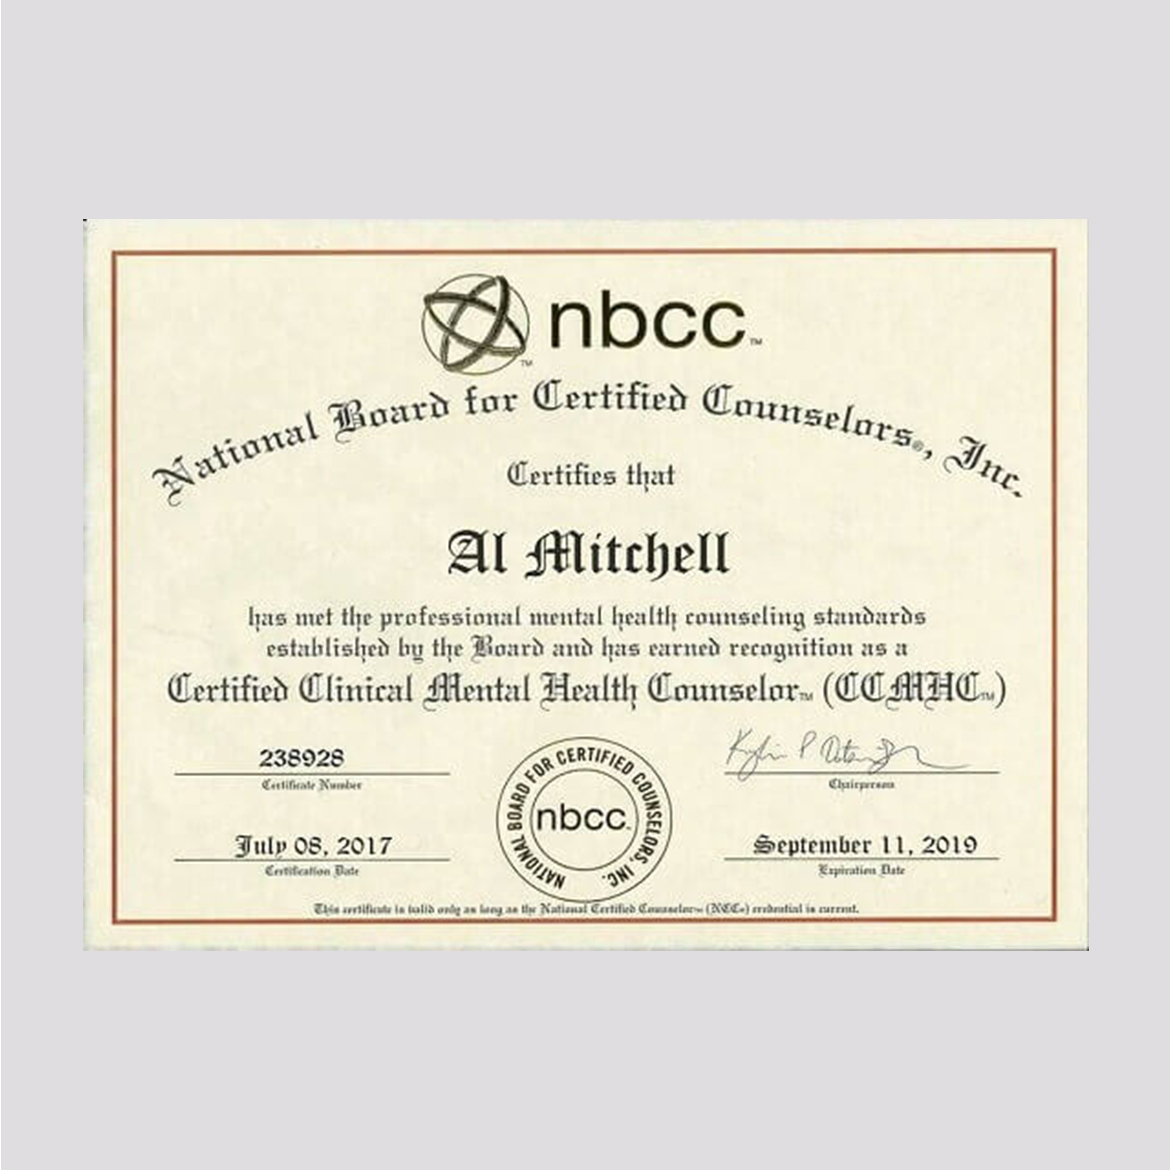 nbcc™
™
National Board for Certified Counselors®, Inc.
Certifies that
Al Mitchell
has met the professional mental health counseling standards
established by the Board and has earned recognition as a
Certified Clinical Mental Health Counselor™ (CCMHC™)
238928
Certificate Number
Chairperson
July 08, 2017
Certification Date
NATIONAL BOARD FOR CERTIFIED COUNSELORS, INC.
nbcc™
September 11, 2019
Expiration Date
This certificate is valid only as long as the National Certified Counselor™ (NCC®) credential is current.